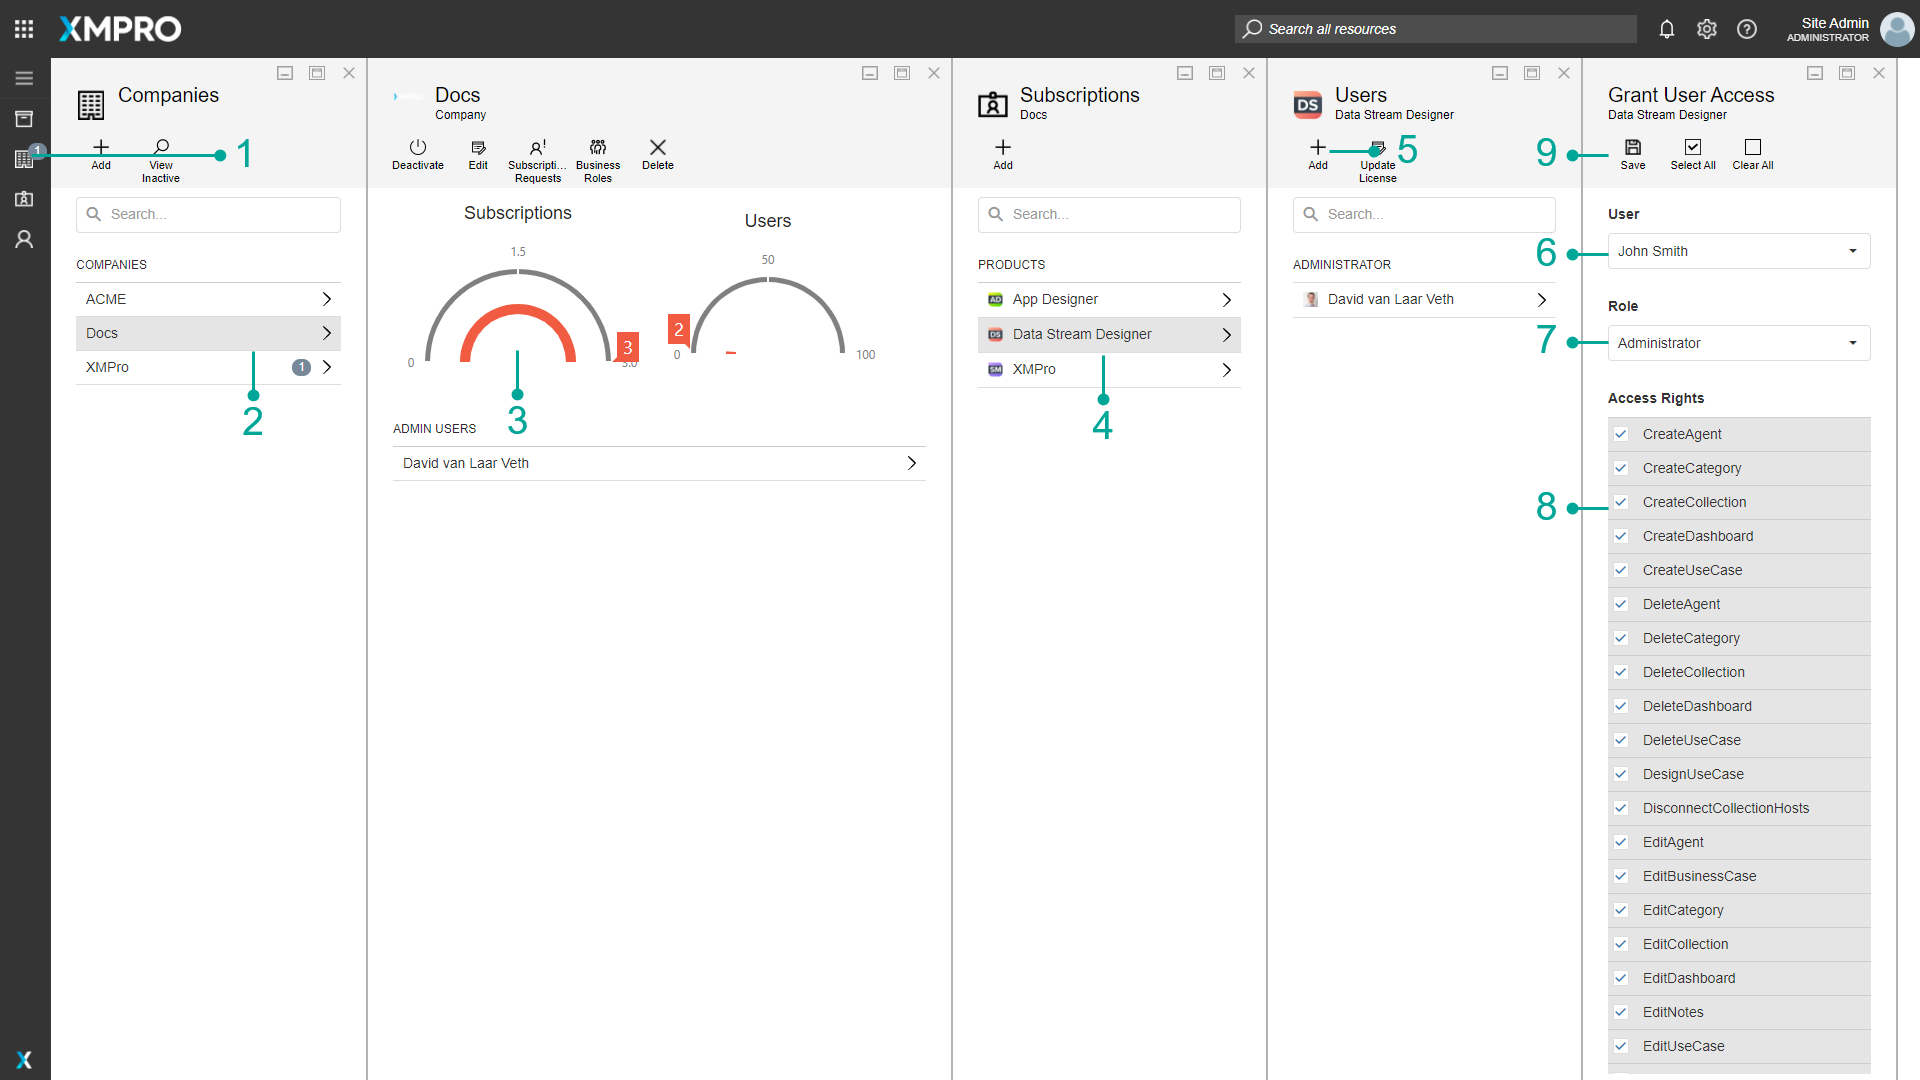 XMPRO
Search all resources
Site Admin
ADMINISTRATOR
1
Companies
Add
View
Inactive
1
Search...
COMPANIES
ACME
Docs
XMPro
1
2
Docs
Company
Deactivate
Edit
Subscripti...
Requests
Business
Roles
Delete
Subscriptions
1.5
0
3
3.0
3
Users
50
2
0
100
ADMIN USERS
David van Laar Veth
Subscriptions
Docs
Add
Search...
PRODUCTS
AD App Designer
DS Data Stream Designer
SM XMPro
4
DS
Users
Data Stream Designer
Add
Update
License
5
Search...
ADMINISTRATOR
David van Laar Veth
Grant User Access
Data Stream Designer
9
Save
Select All
Clear All
User
6
John Smith
Role
7
Administrator
Access Rights
CreateAgent
CreateCategory
8
CreateCollection
CreateDashboard
CreateUseCase
DeleteAgent
DeleteCategory
DeleteCollection
DeleteDashboard
DeleteUseCase
DesignUseCase
DisconnectCollectionHosts
EditAgent
EditBusinessCase
EditCategory
EditCollection
EditDashboard
EditNotes
EditUseCase